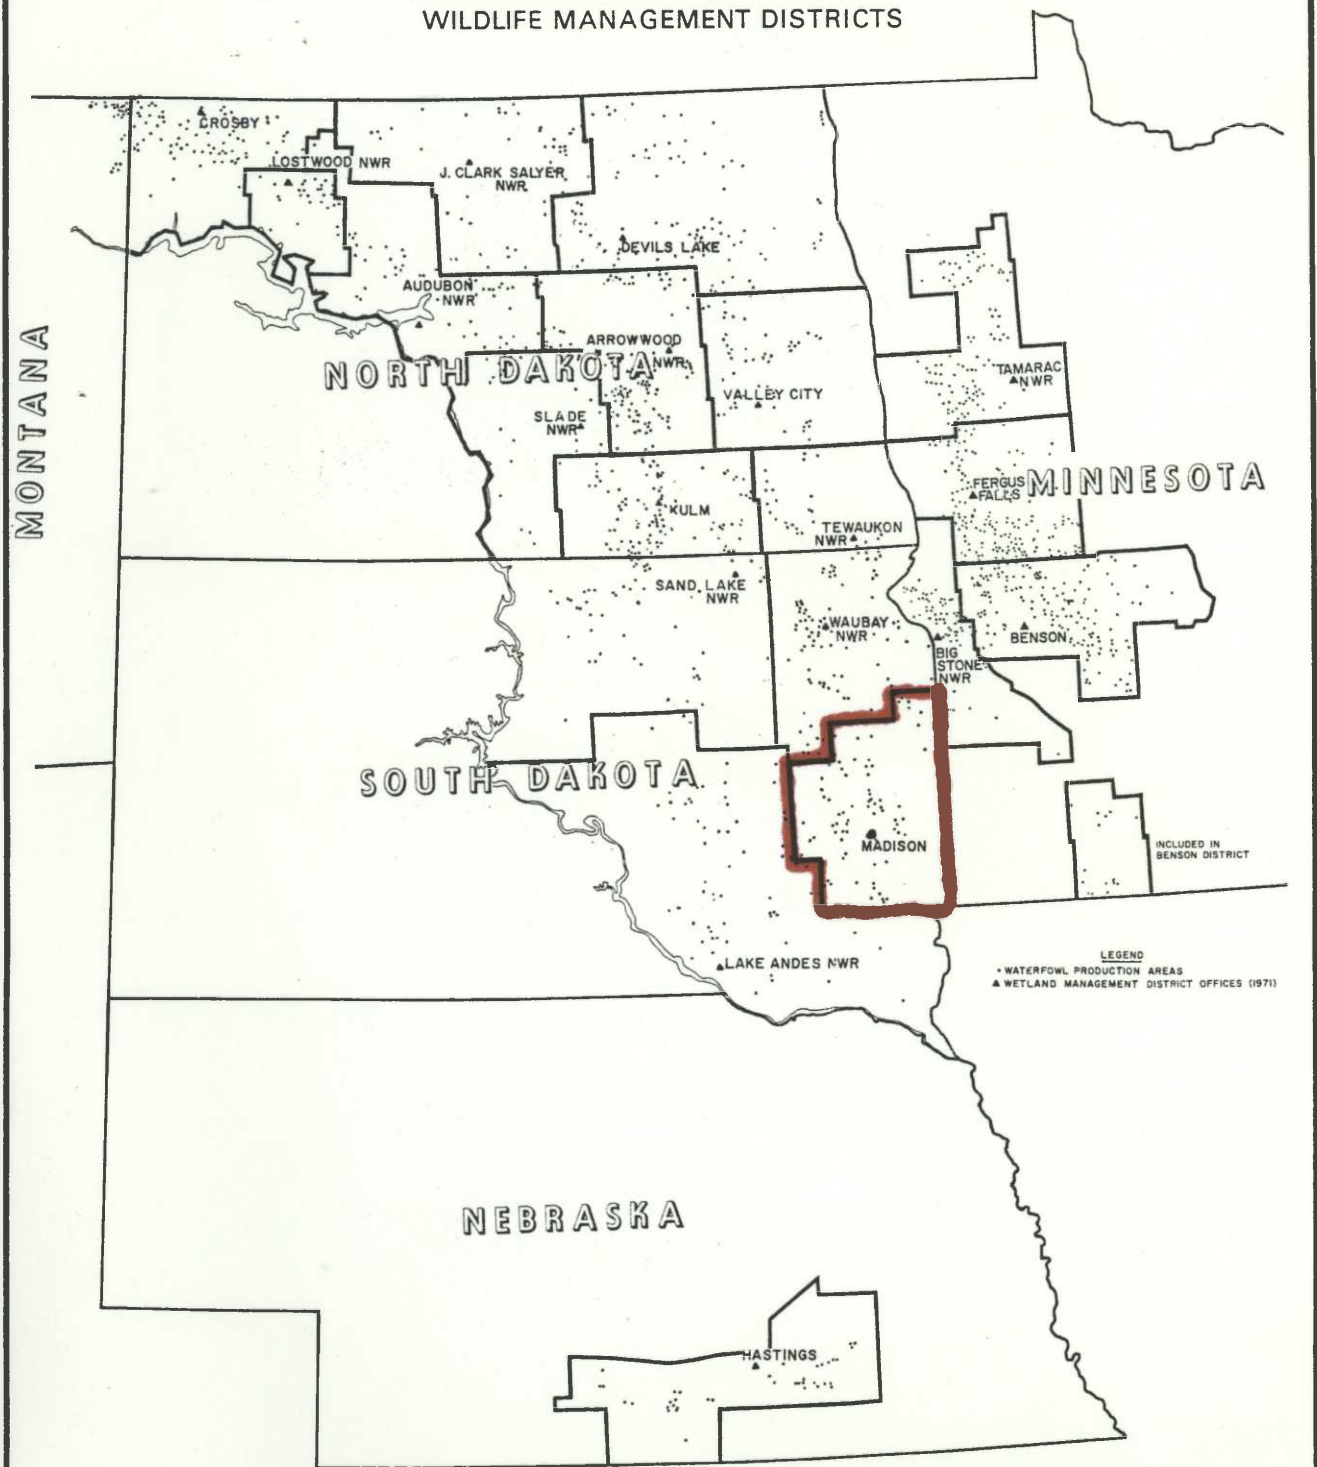 WILDLIFE MANAGEMENT DISTRICTS
CROSBY
LOSTWOOD NWR
J. CLARK SALYER
NWR
DEVILS LAKE
AUDUBON
NWR
ARROWWOOD
NWR
MONTANA
NORTH DAKOTA
TAMARAC
NWR
VALLEY CITY
SLADE
NWR
FERGUS
FALLS
MINNESOTA
KULM
TEWAUKON
NWR
SAND LAKE
NWR
WAUBAY
NWR
BENSON
BIG
STONE
NWR
SOUTH DAKOTA
MADISON
INCLUDED IN
BENSON DISTRICT
LAKE ANDES NWR
LEGEND
• WATERFOWL PRODUCTION AREAS
▲ WETLAND MANAGEMENT DISTRICT OFFICES (1971)
NEBRASKA
HASTINGS